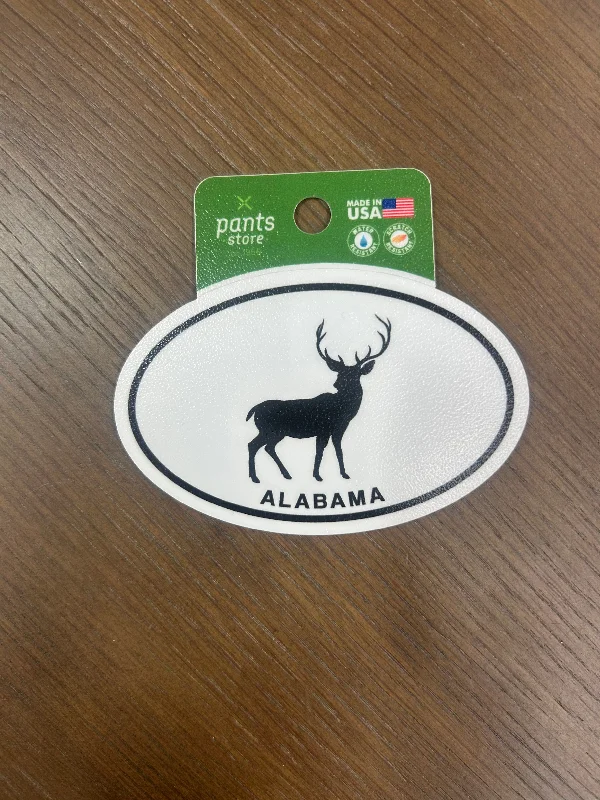 pants
store
MADE IN
USA
WATER
RESISTANT
SCRATCH
RESISTANT
ALABAMA